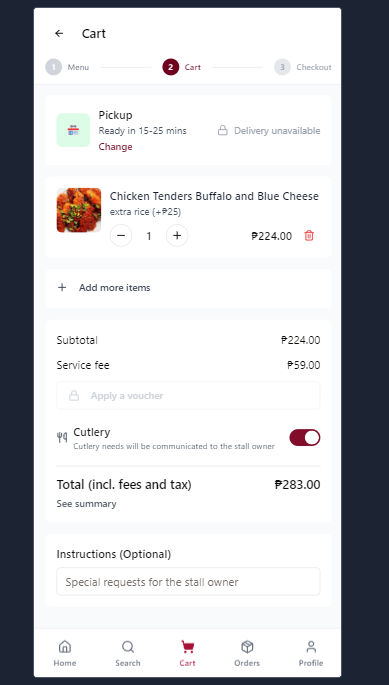 Cart
1 Menu 2 Cart 3 Checkout
Pickup
Ready in 15-25 mins
Delivery unavailable
Change
Chicken Tenders Buffalo and Blue Cheese
extra rice (+₱25)
1
₱224.00
Add more items
Subtotal ₱224.00
Service fee ₱59.00
Apply a voucher
Cutlery
Cutlery needs will be communicated to the stall owner
Total (incl. fees and tax) ₱283.00
See summary
Instructions (Optional)
Special requests for the stall owner
Home Search Cart Orders Profile